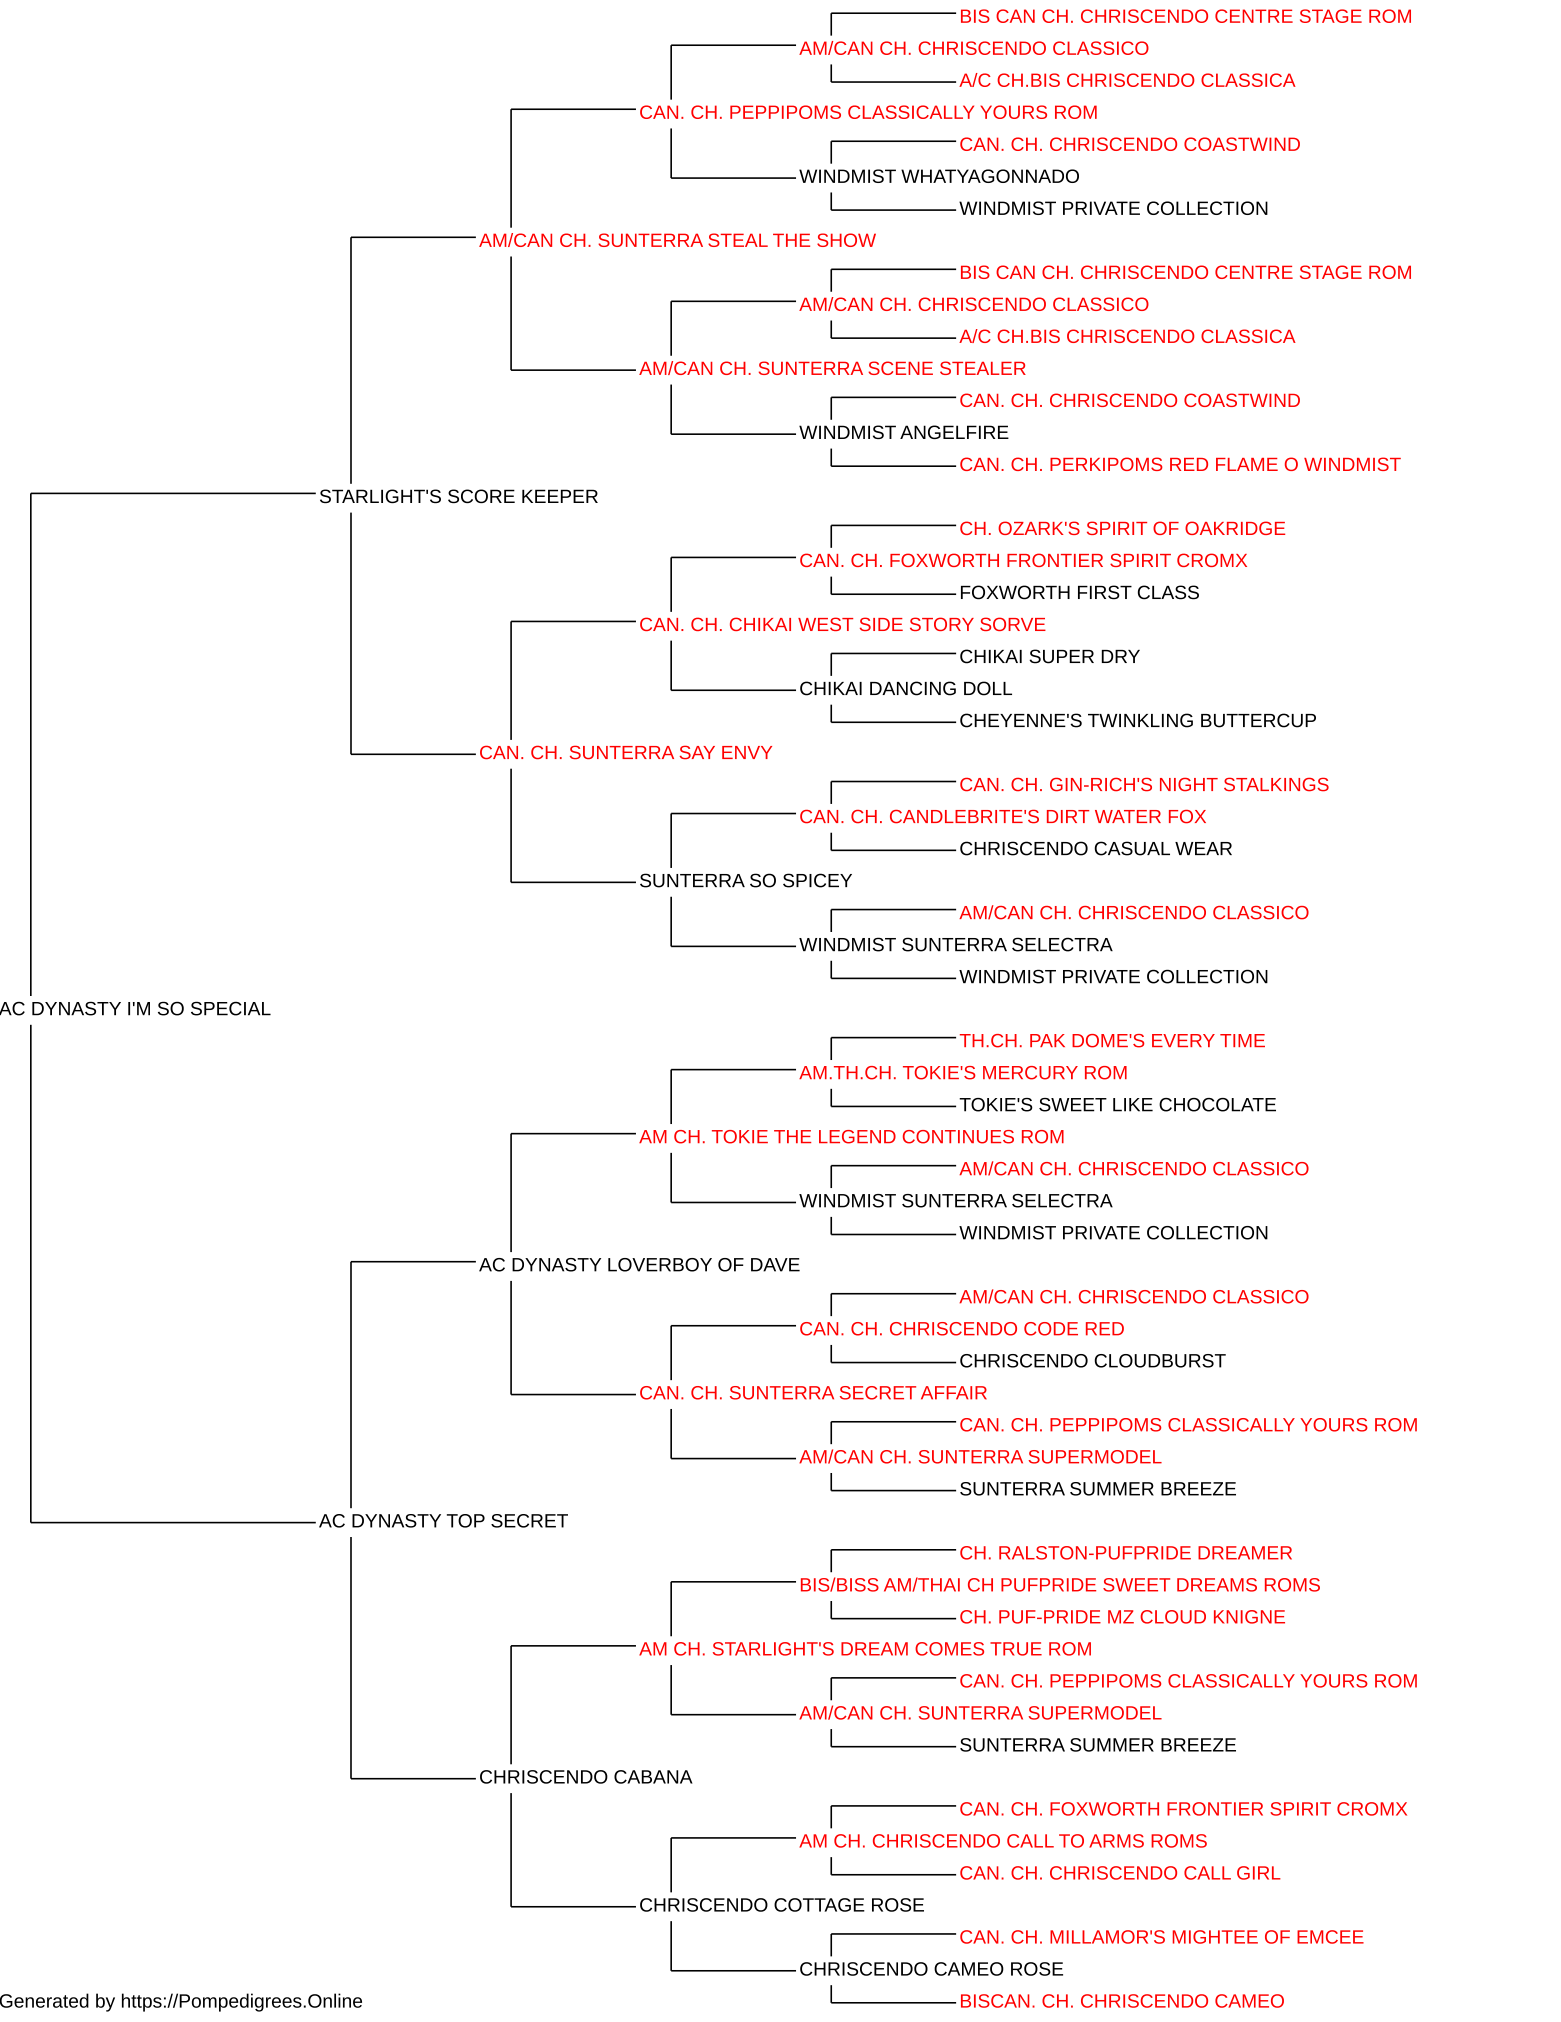 BIS CAN CH. CHRISCENDO CENTRE STAGE ROM
AM/CAN CH. CHRISCENDO CLASSICO
A/C CH.BIS CHRISCENDO CLASSICA
CAN. CH. PEPPIPOMS CLASSICALLY YOURS ROM
CAN. CH. CHRISCENDO COASTWIND
WINDMIST WHATYAGONNADO
WINDMIST PRIVATE COLLECTION
AM/CAN CH. SUNTERRA STEAL THE SHOW
BIS CAN CH. CHRISCENDO CENTRE STAGE ROM
AM/CAN CH. CHRISCENDO CLASSICO
A/C CH.BIS CHRISCENDO CLASSICA
AM/CAN CH. SUNTERRA SCENE STEALER
CAN. CH. CHRISCENDO COASTWIND
WINDMIST ANGELFIRE
CAN. CH. PERKIPOMS RED FLAME O WINDMIST
STARLIGHT'S SCORE KEEPER
CH. OZARK'S SPIRIT OF OAKRIDGE
CAN. CH. FOXWORTH FRONTIER SPIRIT CROMX
FOXWORTH FIRST CLASS
CAN. CH. CHIKAI WEST SIDE STORY SORVE
CHIKAI SUPER DRY
CHIKAI DANCING DOLL
CHEYENNE'S TWINKLING BUTTERCUP
CAN. CH. SUNTERRA SAY ENVY
CAN. CH. GIN-RICH'S NIGHT STALKINGS
CAN. CH. CANDLEBRITE'S DIRT WATER FOX
CHRISCENDO CASUAL WEAR
SUNTERRA SO SPICEY
AM/CAN CH. CHRISCENDO CLASSICO
WINDMIST SUNTERRA SELECTRA
WINDMIST PRIVATE COLLECTION
AC DYNASTY I'M SO SPECIAL
TH.CH. PAK DOME'S EVERY TIME
AM.TH.CH. TOKIE'S MERCURY ROM
TOKIE'S SWEET LIKE CHOCOLATE
AM CH. TOKIE THE LEGEND CONTINUES ROM
AM/CAN CH. CHRISCENDO CLASSICO
WINDMIST SUNTERRA SELECTRA
WINDMIST PRIVATE COLLECTION
AC DYNASTY LOVERBOY OF DAVE
AM/CAN CH. CHRISCENDO CLASSICO
CAN. CH. CHRISCENDO CODE RED
CHRISCENDO CLOUDBURST
CAN. CH. SUNTERRA SECRET AFFAIR
CAN. CH. PEPPIPOMS CLASSICALLY YOURS ROM
AM/CAN CH. SUNTERRA SUPERMODEL
SUNTERRA SUMMER BREEZE
AC DYNASTY TOP SECRET
CH. RALSTON-PUFPRIDE DREAMER
BIS/BISS AM/THAI CH PUFPRIDE SWEET DREAMS ROMS
CH. PUF-PRIDE MZ CLOUD KNIGNE
AM CH. STARLIGHT'S DREAM COMES TRUE ROM
CAN. CH. PEPPIPOMS CLASSICALLY YOURS ROM
AM/CAN CH. SUNTERRA SUPERMODEL
SUNTERRA SUMMER BREEZE
CHRISCENDO CABANA
CAN. CH. FOXWORTH FRONTIER SPIRIT CROMX
AM CH. CHRISCENDO CALL TO ARMS ROMS
CAN. CH. CHRISCENDO CALL GIRL
CHRISCENDO COTTAGE ROSE
CAN. CH. MILLAMOR'S MIGHTEE OF EMCEE
CHRISCENDO CAMEO ROSE
BISCAN. CH. CHRISCENDO CAMEO
Generated by https://Pompedigrees.Online